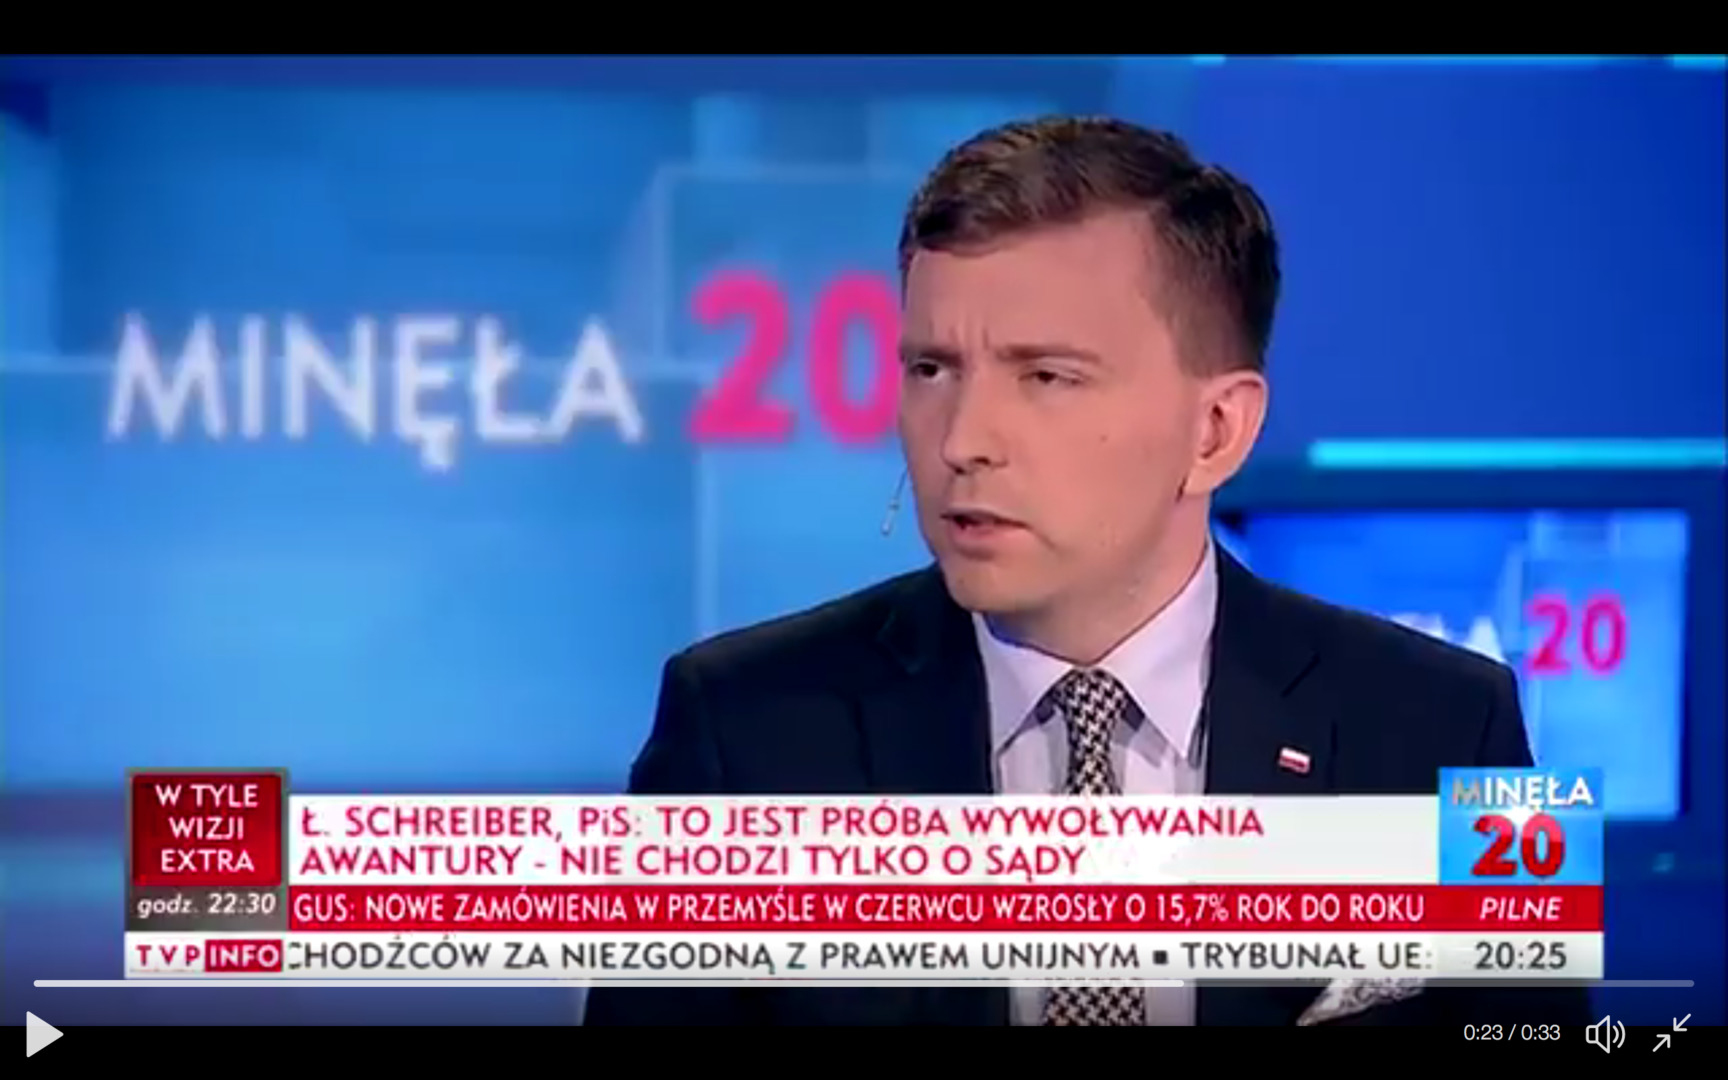 MINĘŁA 20
20
W TYLE
WIZJI
EXTRA
godz. 22:30
Ł. SCHREIBER, PiS: TO JEST PRÓBA WYWOŁYWANIA
AWANTURY - NIE CHODZI TYLKO O SĄDY
MINĘŁA
20
GUS: NOWE ZAMÓWIENIA W PRZEMYŚLE W CZERWCU WZROSŁY O 15,7% ROK DO ROKU
PILNE
TVP INFO
CHODŹCÓW ZA NIEZGODNĄ Z PRAWEM UNIJNYM ▪ TRYBUNAŁ UE:
20:25
0:23 / 0:33